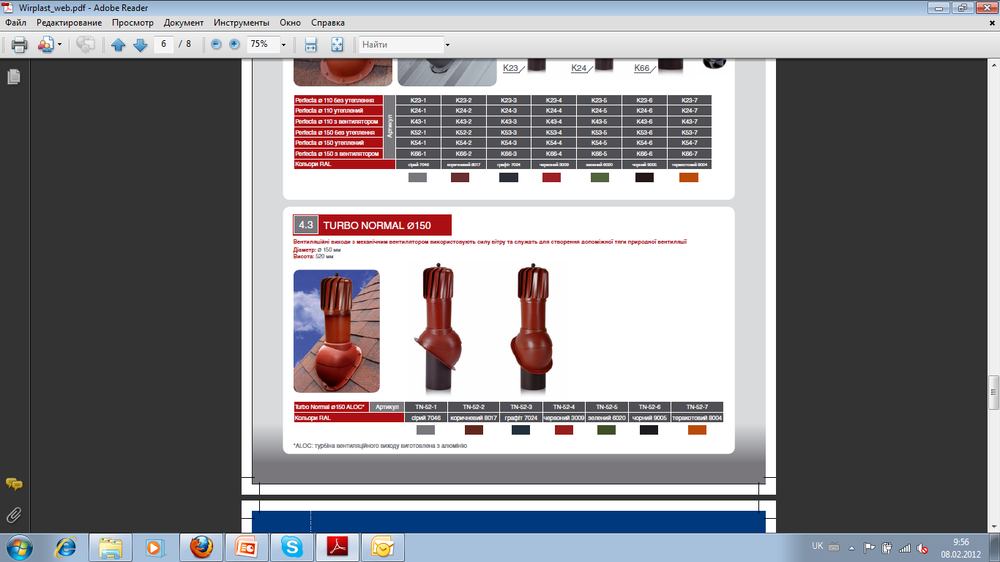 Wirplast_web.pdf - Adobe Reader
Файл Редактирование Просмотр Документ Инструменты Окно Справка
6 / 8 75% Найти
K23 K24 K66
Perfecta ø 110 без утеплення Артикул K23-1 K23-2 K23-3 K23-4 K23-5 K23-6 K23-7
Perfecta ø 110 утеплений K24-1 K24-2 K24-3 K24-4 K24-5 K24-6 K24-7
Perfecta ø 110 з вентилятором K43-1 K43-2 K43-3 K43-4 K43-5 K43-6 K43-7
Perfecta ø 150 без утеплення K52-1 K52-2 K53-3 K53-4 K53-5 K53-6 K53-7
Perfecta ø 150 утеплений K54-1 K54-2 K54-3 K54-4 K54-5 K54-6 K54-7
Perfecta ø 150 з вентилятором K66-1 K66-2 K66-3 K66-4 K66-5 K66-6 K66-7
Кольори RAL сірий 7046 коричневий 8017 графіт 7024 червоний 3009 зелений 6020 чорний 9005 теракотовий 8004
4.3 TURBO NORMAL Ø150
Вентиляційні виходи з механічним вентилятором використовують силу вітру та служать для створення допоміжної тяги природної вентиляції
Діаметр: Ø 150 мм
Висота: 520 мм
Turbo Normal Ø150 ALOC* Артикул TN-52-1 TN-52-2 TN-52-3 TN-52-4 TN-52-5 TN-52-6 TN-52-7
Кольори RAL сірий 7046 коричневий 8017 графіт 7024 червоний 3009 зелений 6020 чорний 9005 теракотовий 8004
*ALOC: турбіна вентиляційного виходу виготовлена з алюмінію
UK 9:56
08.02.2012